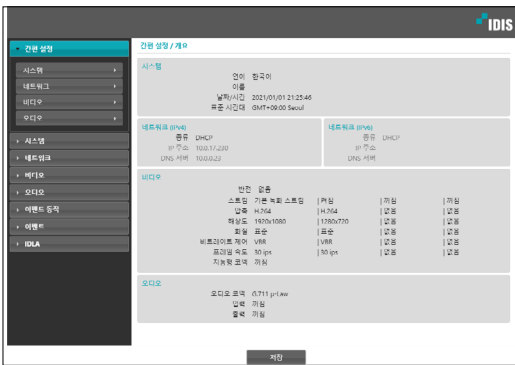 IDIS
간편 설정
시스템
네트워크
비디오
오디오
시스템
네트워크
비디오
오디오
이벤트 동작
이벤트
IDLA
간편 설정 / 개요
시스템
언어 한국어
이름
날짜/시간 2021/01/01 21:25:46
표준 시간대 GMT+09:00 Seoul
네트워크 (IPv4)
종류 DHCP
IP 주소 10.0.17.230
DNS 서버 10.0.0.23
네트워크 (IPv6)
종류 DHCP
IP 주소
DNS 서버
비디오
반전 없음
스트림 기본 녹화 스트림 | 켜짐 | 꺼짐 | 꺼짐
압축 H.264 | H.264 | 없음 | 없음
해상도 1920x1080 | 1280x720 | 없음 | 없음
화질 표준 | 표준 | 없음 | 없음
비트레이트 제어 VBR | VBR | 없음 | 없음
프레임 속도 30 ips | 30 ips | 없음 | 없음
지능형 코덱 꺼짐
오디오
오디오 코덱 G.711 μ-Law
입력 꺼짐
출력 꺼짐
저장